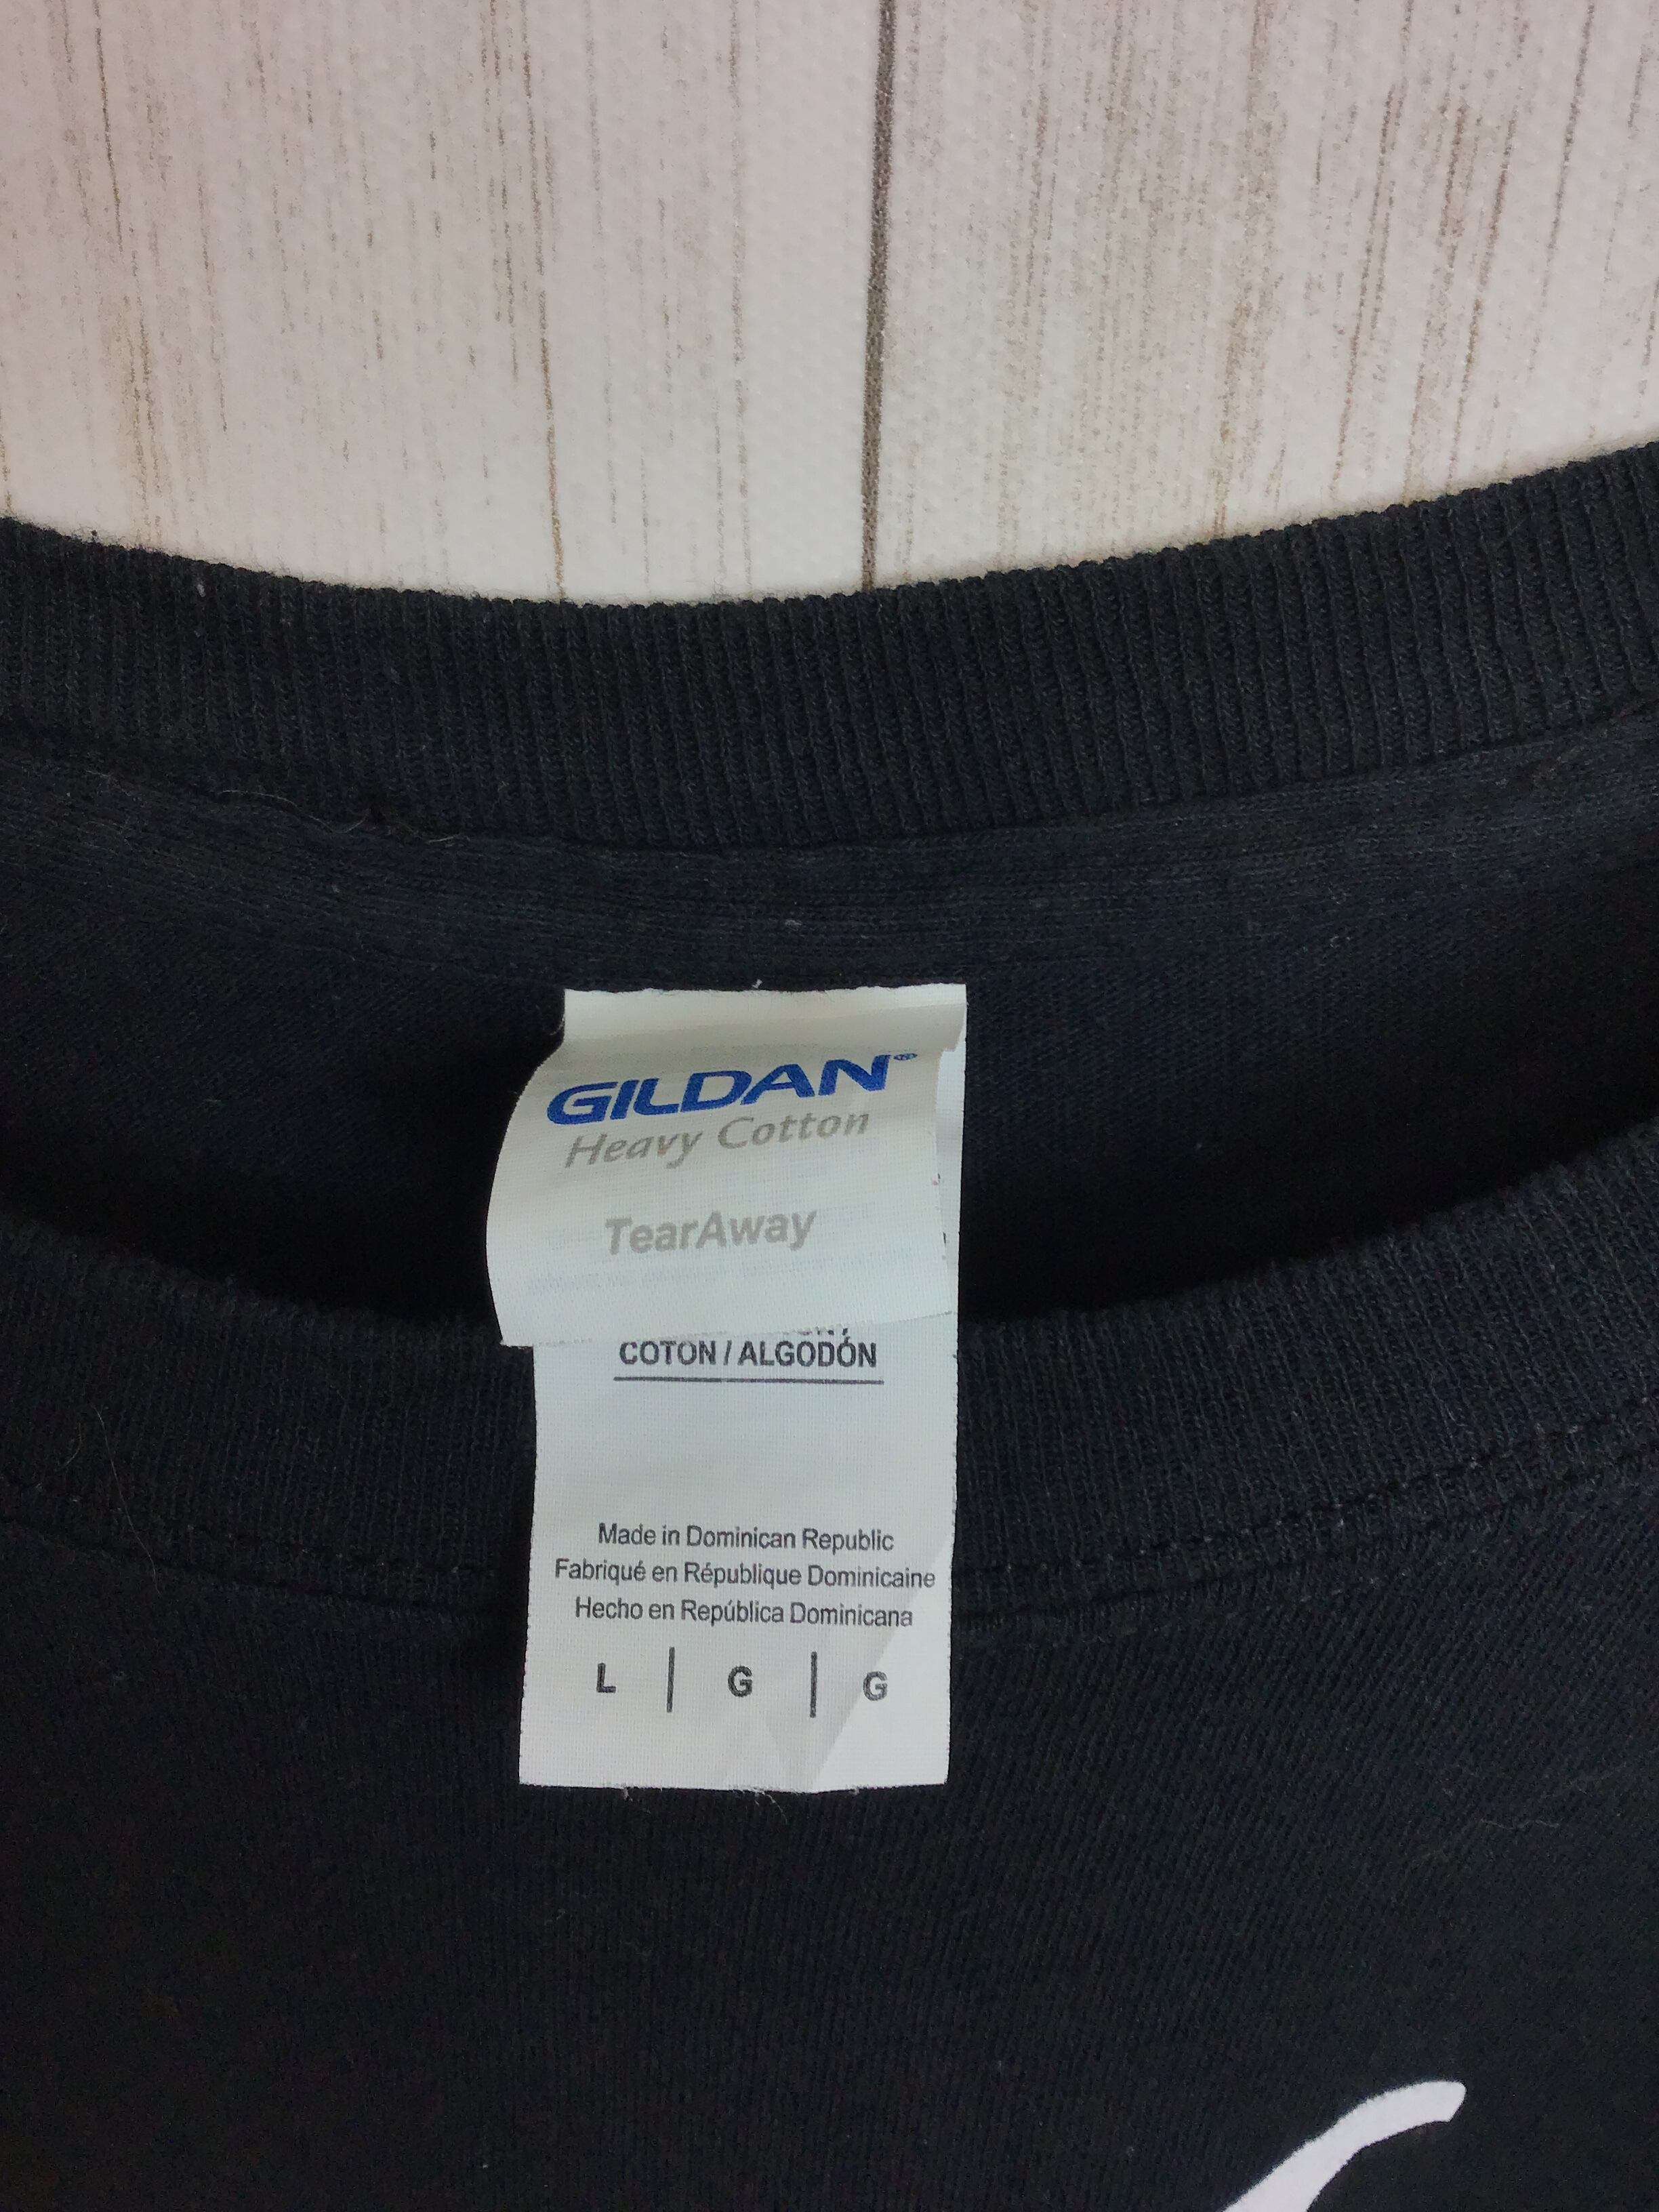 GILDAN®
Heavy Cotton
TearAway
COTON / ALGODÓN
Made in Dominican Republic
Fabriqué en République Dominicaine
Hecho en República Dominicana
L | G | G